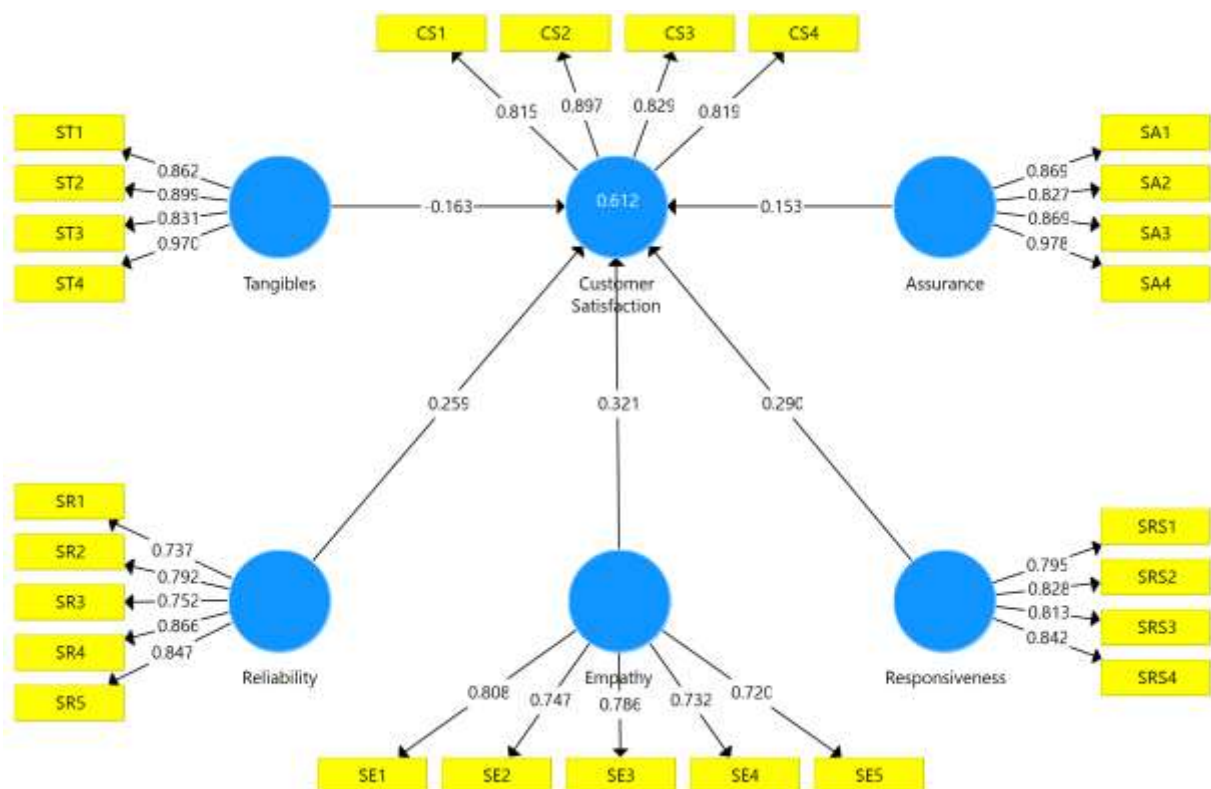 CS1 CS2 CS3 CS4
0.815 0.897 0.829 0.819
ST1
ST2
ST3
ST4
0.862
0.899
0.831
0.970
Tangibles
-0.163
0.612
Customer
Satisfaction
0.153
Assurance
0.869
0.827
0.869
0.978
SA1
SA2
SA3
SA4
0.259
0.321
0.290
SR1
SR2
SR3
SR4
SR5
0.737
0.792
0.752
0.866
0.847
Reliability
Empathy
0.808 0.747 0.786 0.732 0.720
SE1 SE2 SE3 SE4 SE5
Responsiveness
0.795
0.828
0.813
0.842
SRS1
SRS2
SRS3
SRS4